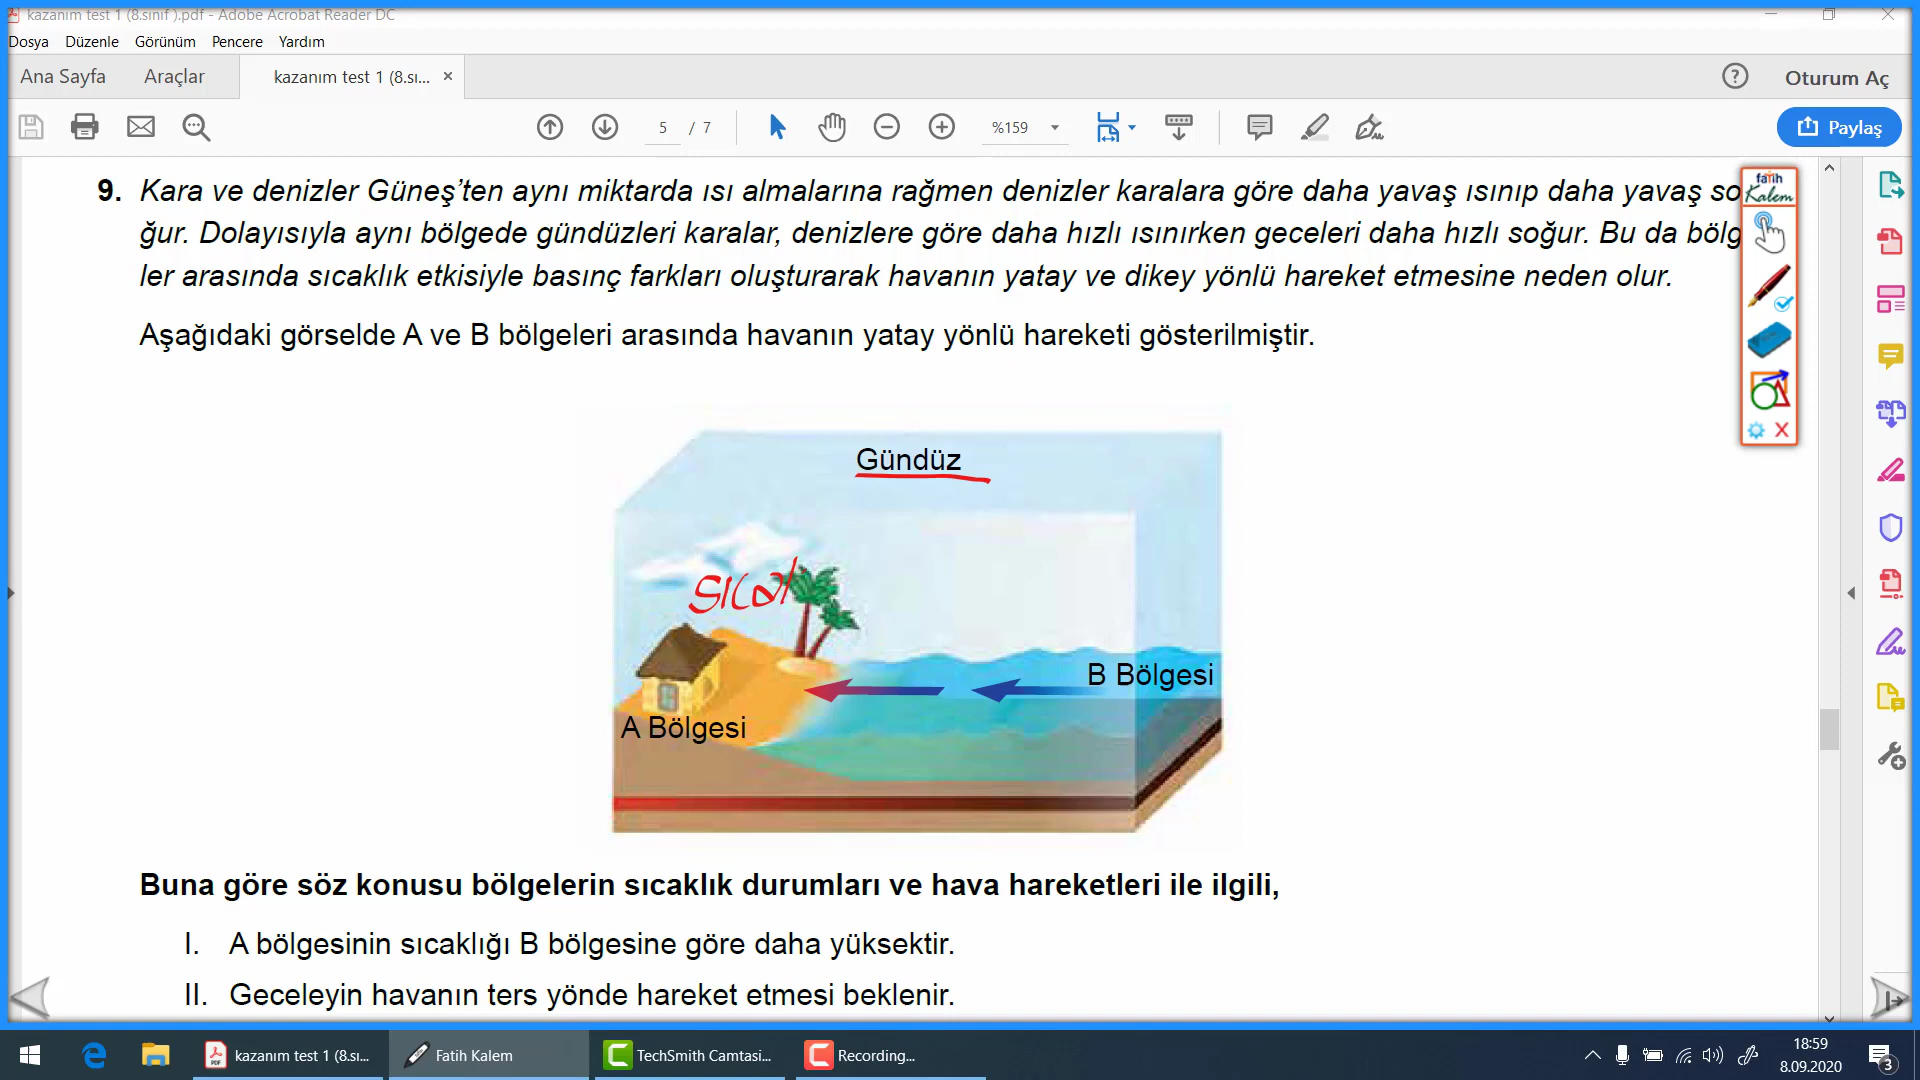 kazanım test 1 (8.sınıf ).pdf - Adobe Acrobat Reader DC
Dosya Düzenle Görünüm Pencere Yardım
Ana Sayfa Araçlar kazanım test 1 (8.sı... Oturum Aç
5 / 7 %159 Paylaş
9. Kara ve denizler Güneş’ten aynı miktarda ısı almalarına rağmen denizler karalara göre daha yavaş ısınıp daha yavaş so
ğur. Dolayısıyla aynı bölgede gündüzleri karalar, denizlere göre daha hızlı ısınırken geceleri daha hızlı soğur. Bu da bölg
ler arasında sıcaklık etkisiyle basınç farkları oluşturarak havanın yatay ve dikey yönlü hareket etmesine neden olur.
fatih
Kalem
Aşağıdaki görselde A ve B bölgeleri arasında havanın yatay yönlü hareketi gösterilmiştir.
Gündüz
B Bölgesi
A Bölgesi
Buna göre söz konusu bölgelerin sıcaklık durumları ve hava hareketleri ile ilgili,
I. A bölgesinin sıcaklığı B bölgesine göre daha yüksektir.
II. Geceleyin havanın ters yönde hareket etmesi beklenir.
kazanım test 1 (8.sı... Fatih Kalem TechSmith Camtasi... Recording...
18:59
8.09.2020
3